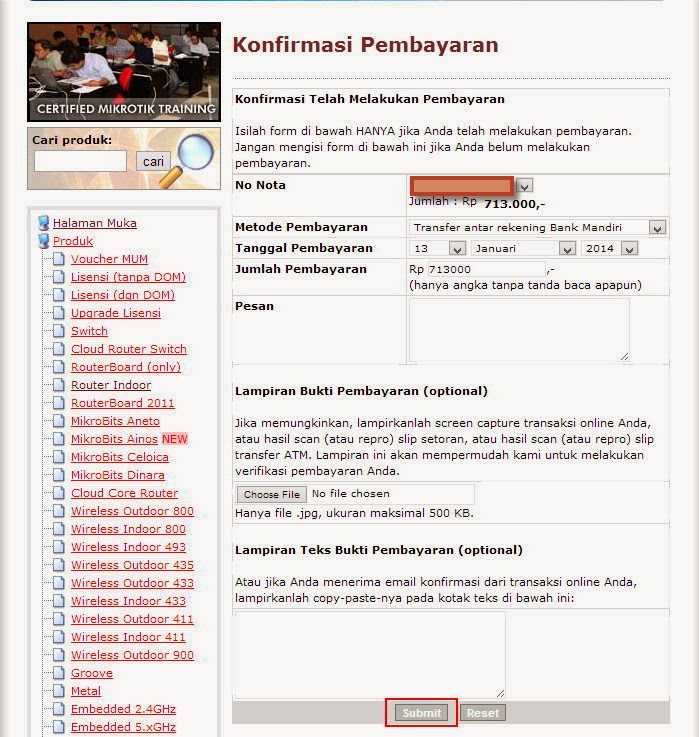 Konfirmasi Pembayaran
CERTIFIED MIKROTIK TRAINING
Cari produk:
cari
Halaman Muka
Produk
Voucher MUM
Lisensi (tanpa DOM)
Lisensi (dgn DOM)
Upgrade Lisensi
Switch
Cloud Router Switch
RouterBoard (only)
Router Indoor
RouterBoard 2011
MikroBits Aneto
MikroBits Ainos NEW
MikroBits Celoica
MikroBits Dinara
Cloud Core Router
Wireless Outdoor 800
Wireless Indoor 800
Wireless Indoor 493
Wireless Outdoor 435
Wireless Outdoor 433
Wireless Indoor 433
Wireless Outdoor 411
Wireless Indoor 411
Wireless Outdoor 900
Groove
Metal
Embedded 2.4GHz
Embedded 5.xGHz
Konfirmasi Telah Melakukan Pembayaran
Isilah form di bawah HANYA jika Anda telah melakukan pembayaran.
Jangan mengisi form di bawah ini jika Anda belum melakukan
pembayaran.
No Nota
Jumlah : Rp 713.000,-
Metode Pembayaran Transfer antar rekening Bank Mandiri
Tanggal Pembayaran 13 Januari 2014
Jumlah Pembayaran Rp 713000 ,-
(hanya angka tanpa tanda baca apapun)
Pesan
Lampiran Bukti Pembayaran (optional)
Jika memungkinkan, lampirkanlah screen capture transaksi online Anda,
atau hasil scan (atau repro) slip setoran, atau hasil scan (atau repro) slip
transfer ATM. Lampiran ini akan mempermudah kami untuk melakukan
verifikasi pembayaran Anda.
Choose File No file chosen
Hanya file .jpg, ukuran maksimal 500 KB.
Lampiran Teks Bukti Pembayaran (optional)
Atau jika Anda menerima email konfirmasi dari transaksi online Anda,
lampirkanlah copy-paste-nya pada kotak teks di bawah ini:
Submit Reset